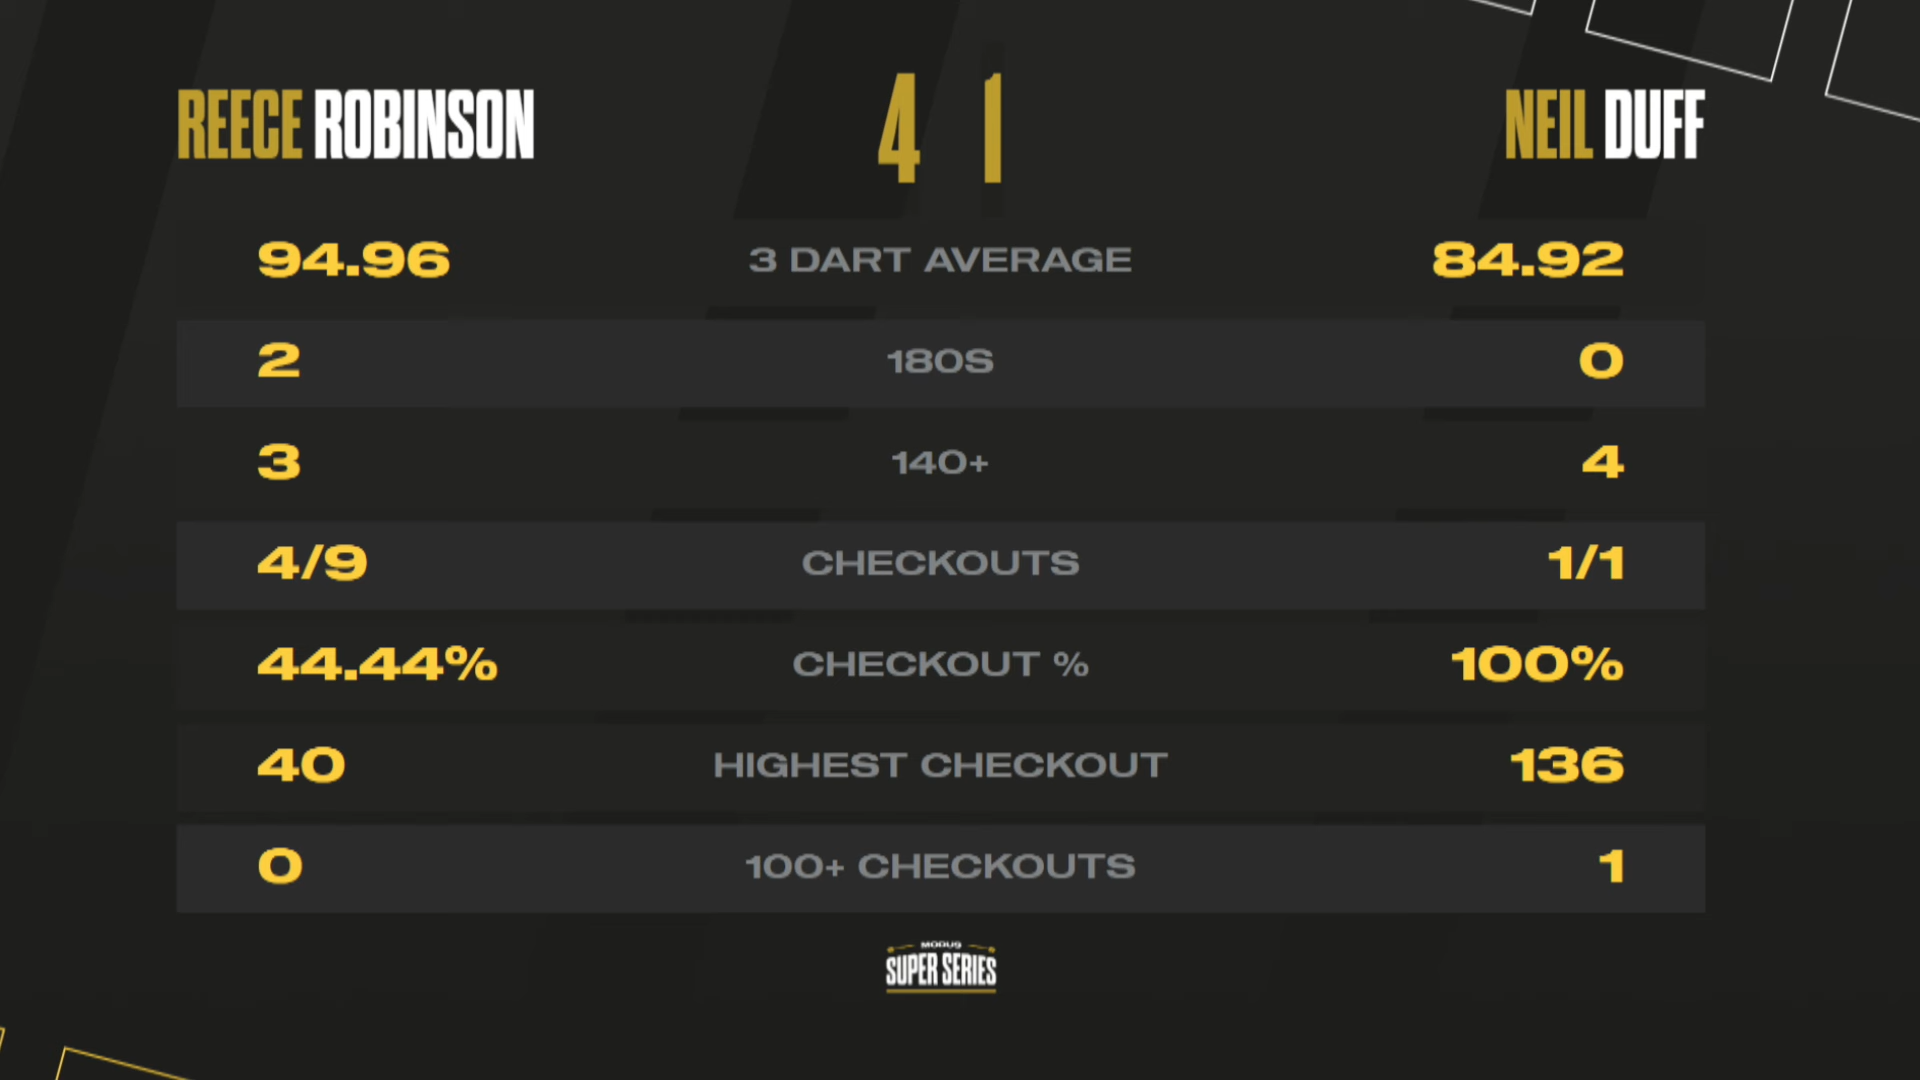 REECE ROBINSON 4 1 NEIL DUFF
94.96 3 DART AVERAGE 84.92
2 180S 0
3 140+ 4
4/9 CHECKOUTS 1/1
44.44% CHECKOUT % 100%
40 HIGHEST CHECKOUT 136
0 100+ CHECKOUTS 1
MODUS
SUPER SERIES